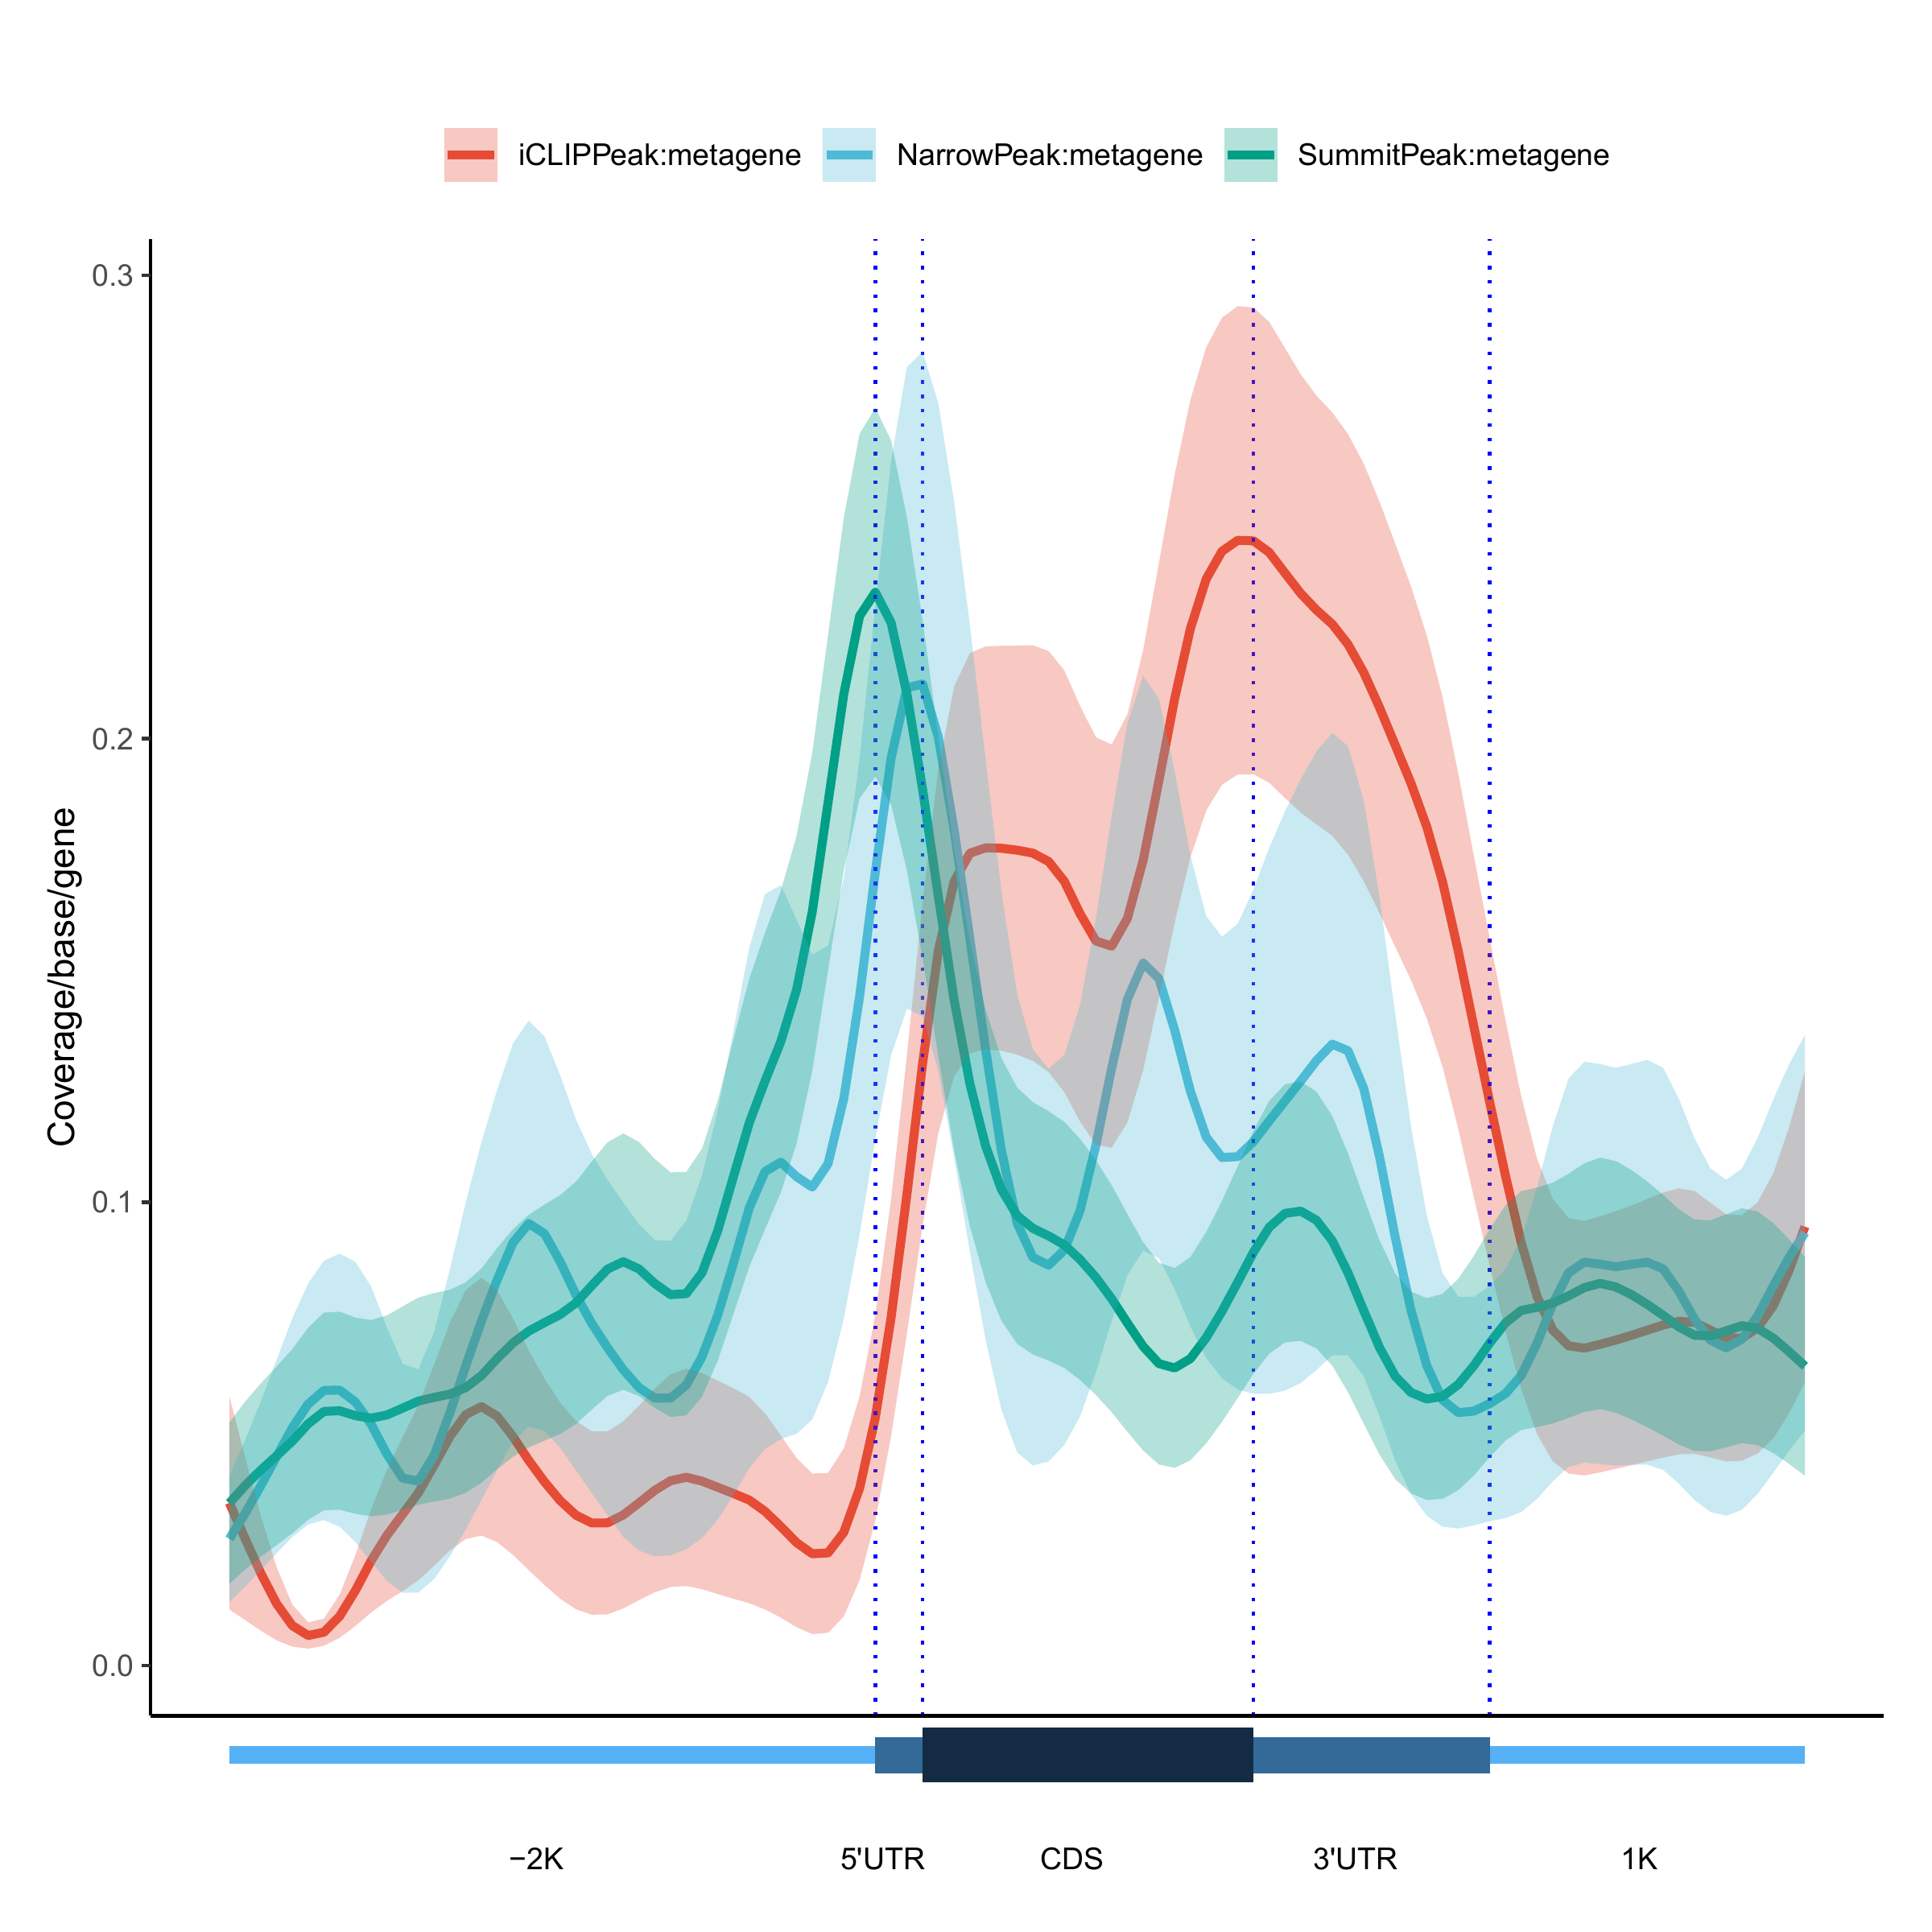 iCLIPPeak:metagene NarrowPeak:metagene SummitPeak:metagene
Coverage/base/gene
0.3
0.2
0.1
0.0
−2K 5'UTR CDS 3'UTR 1K